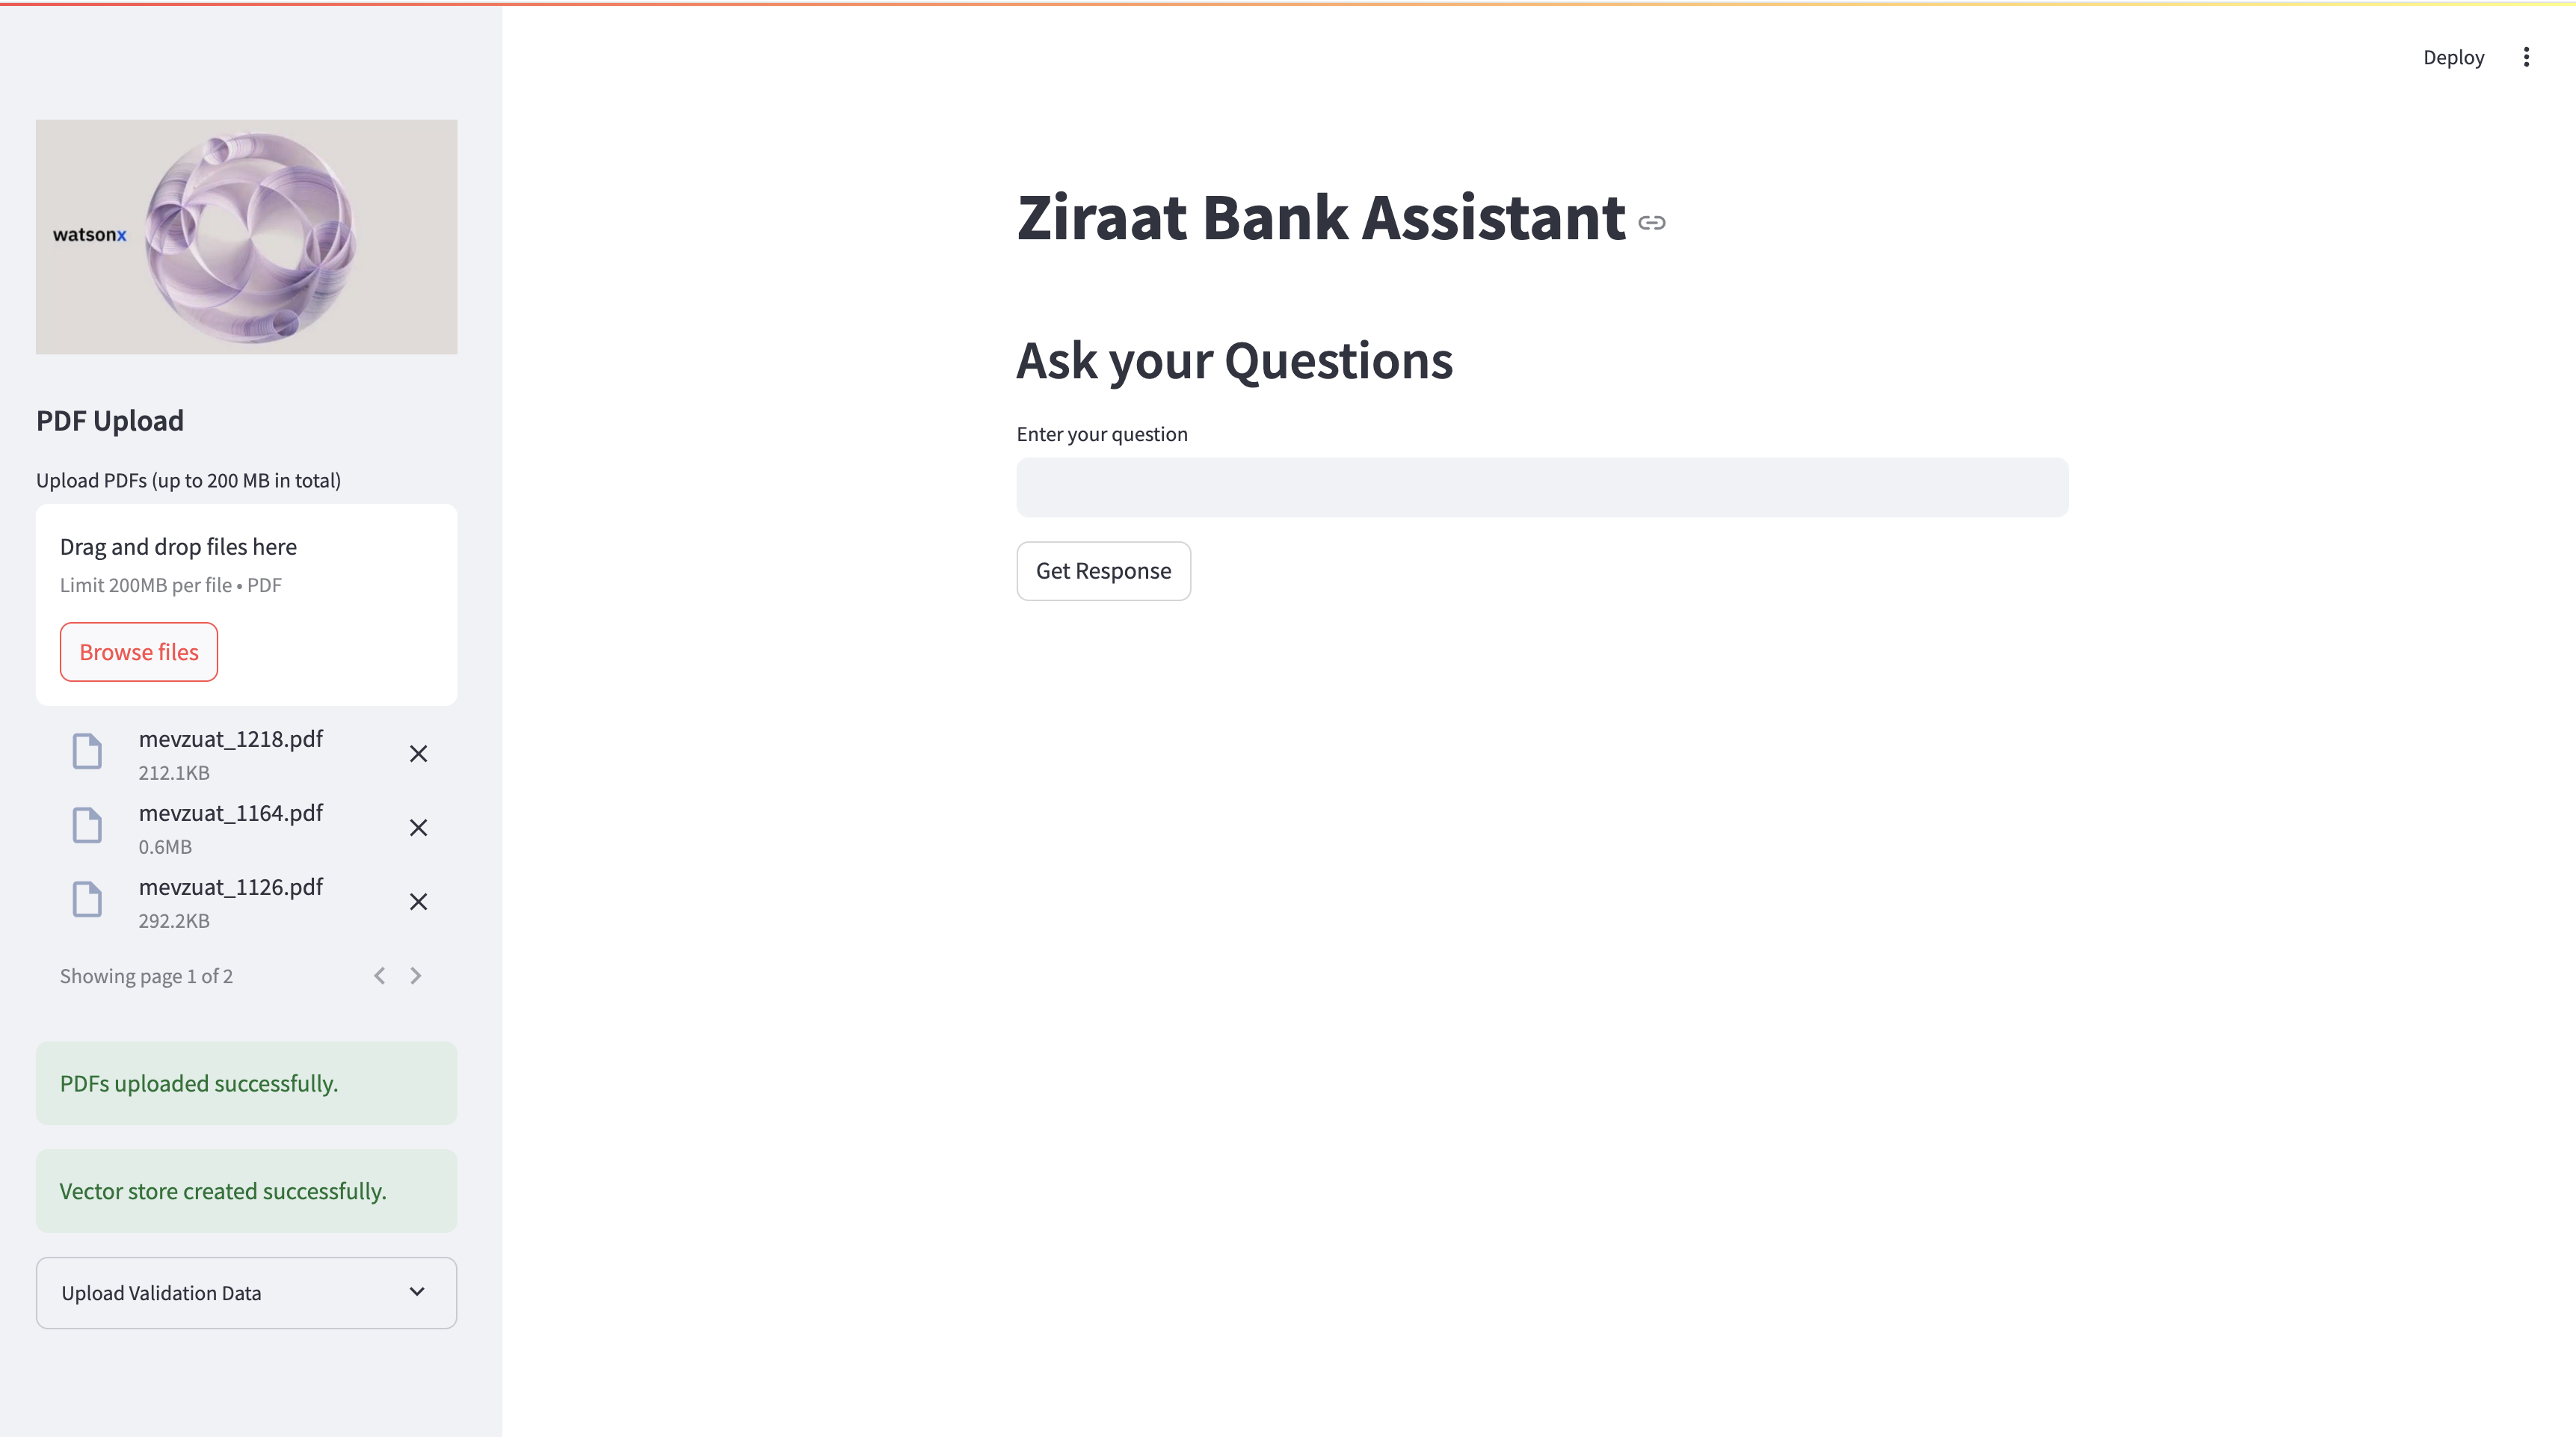 watsonx
PDF Upload
Upload PDFs (up to 200 MB in total)
Drag and drop files here
Limit 200MB per file • PDF
Browse files
mevzuat_1218.pdf
212.1KB
mevzuat_1164.pdf
0.6MB
mevzuat_1126.pdf
292.2KB
Showing page 1 of 2
PDFs uploaded successfully.
Vector store created successfully.
Upload Validation Data
Deploy
Ziraat Bank Assistant
Ask your Questions
Enter your question
Get Response